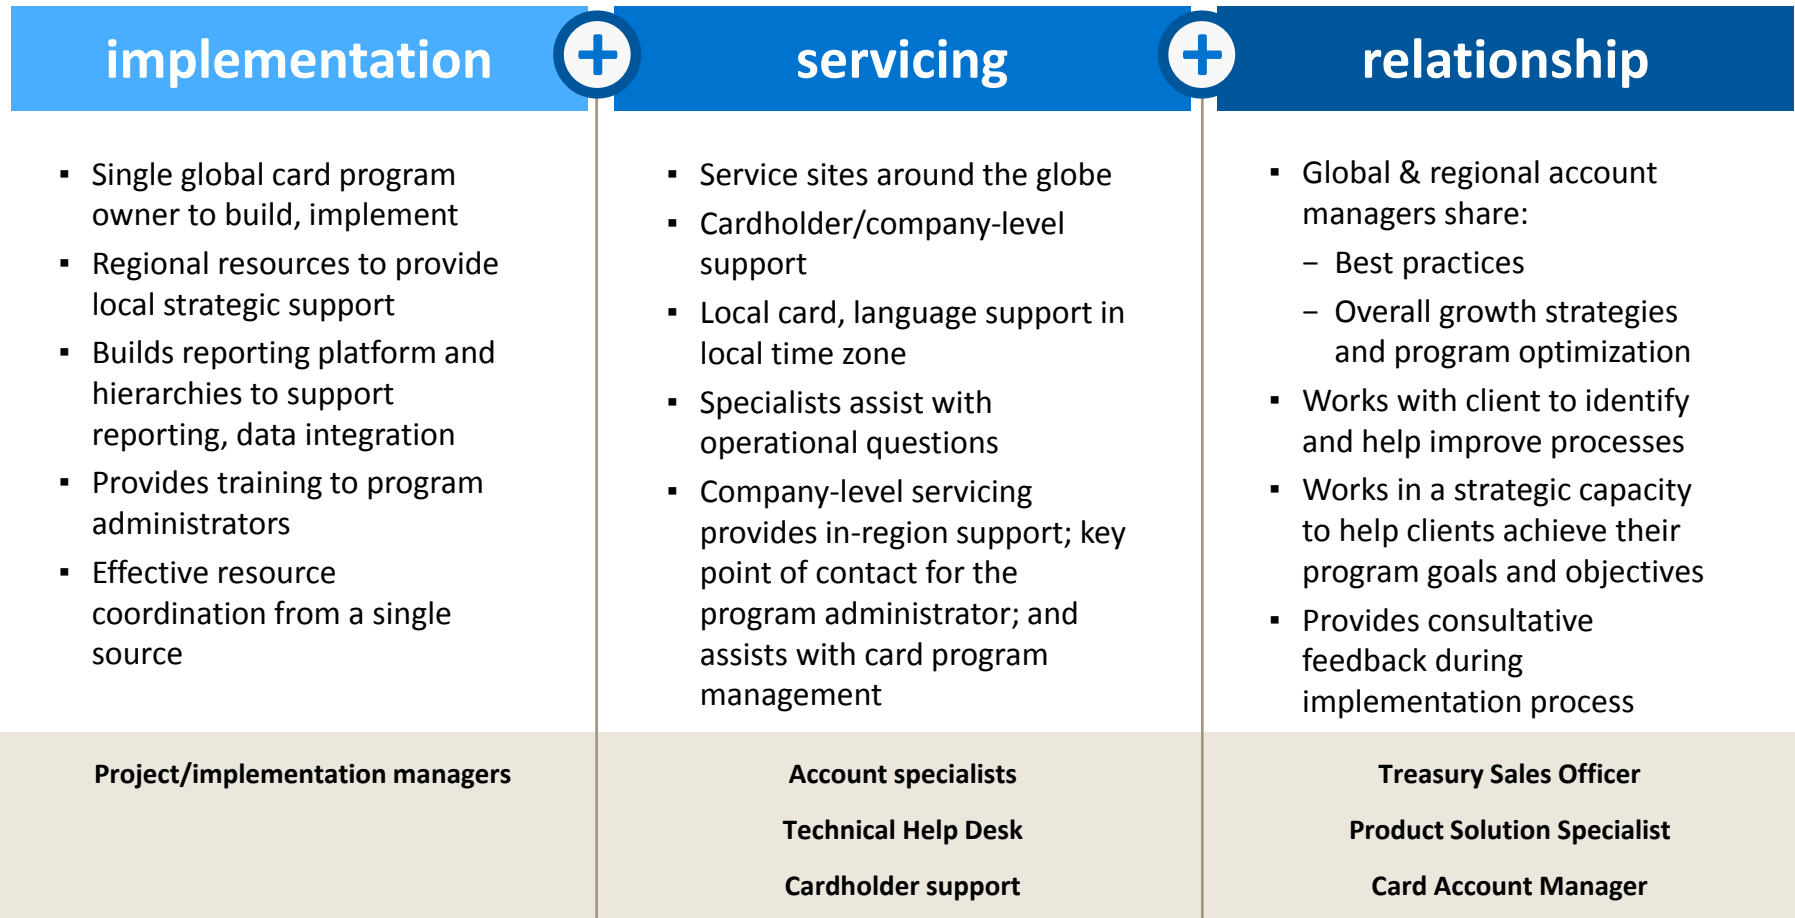 implementation
▪ Single global card program
owner to build, implement
▪ Regional resources to provide
local strategic support
▪ Builds reporting platform and
hierarchies to support
reporting, data integration
▪ Provides training to program
administrators
▪ Effective resource
coordination from a single
source
Project/implementation managers
servicing
▪ Service sites around the globe
▪ Cardholder/company-level
support
▪ Local card, language support in
local time zone
▪ Specialists assist with
operational questions
▪ Company-level servicing
provides in-region support; key
point of contact for the
program administrator; and
assists with card program
management
Account specialists
Technical Help Desk
Cardholder support
relationship
▪ Global & regional account
managers share:
− Best practices
− Overall growth strategies
and program optimization
▪ Works with client to identify
and help improve processes
▪ Works in a strategic capacity
to help clients achieve their
program goals and objectives
▪ Provides consultative
feedback during
implementation process
Treasury Sales Officer
Product Solution Specialist
Card Account Manager